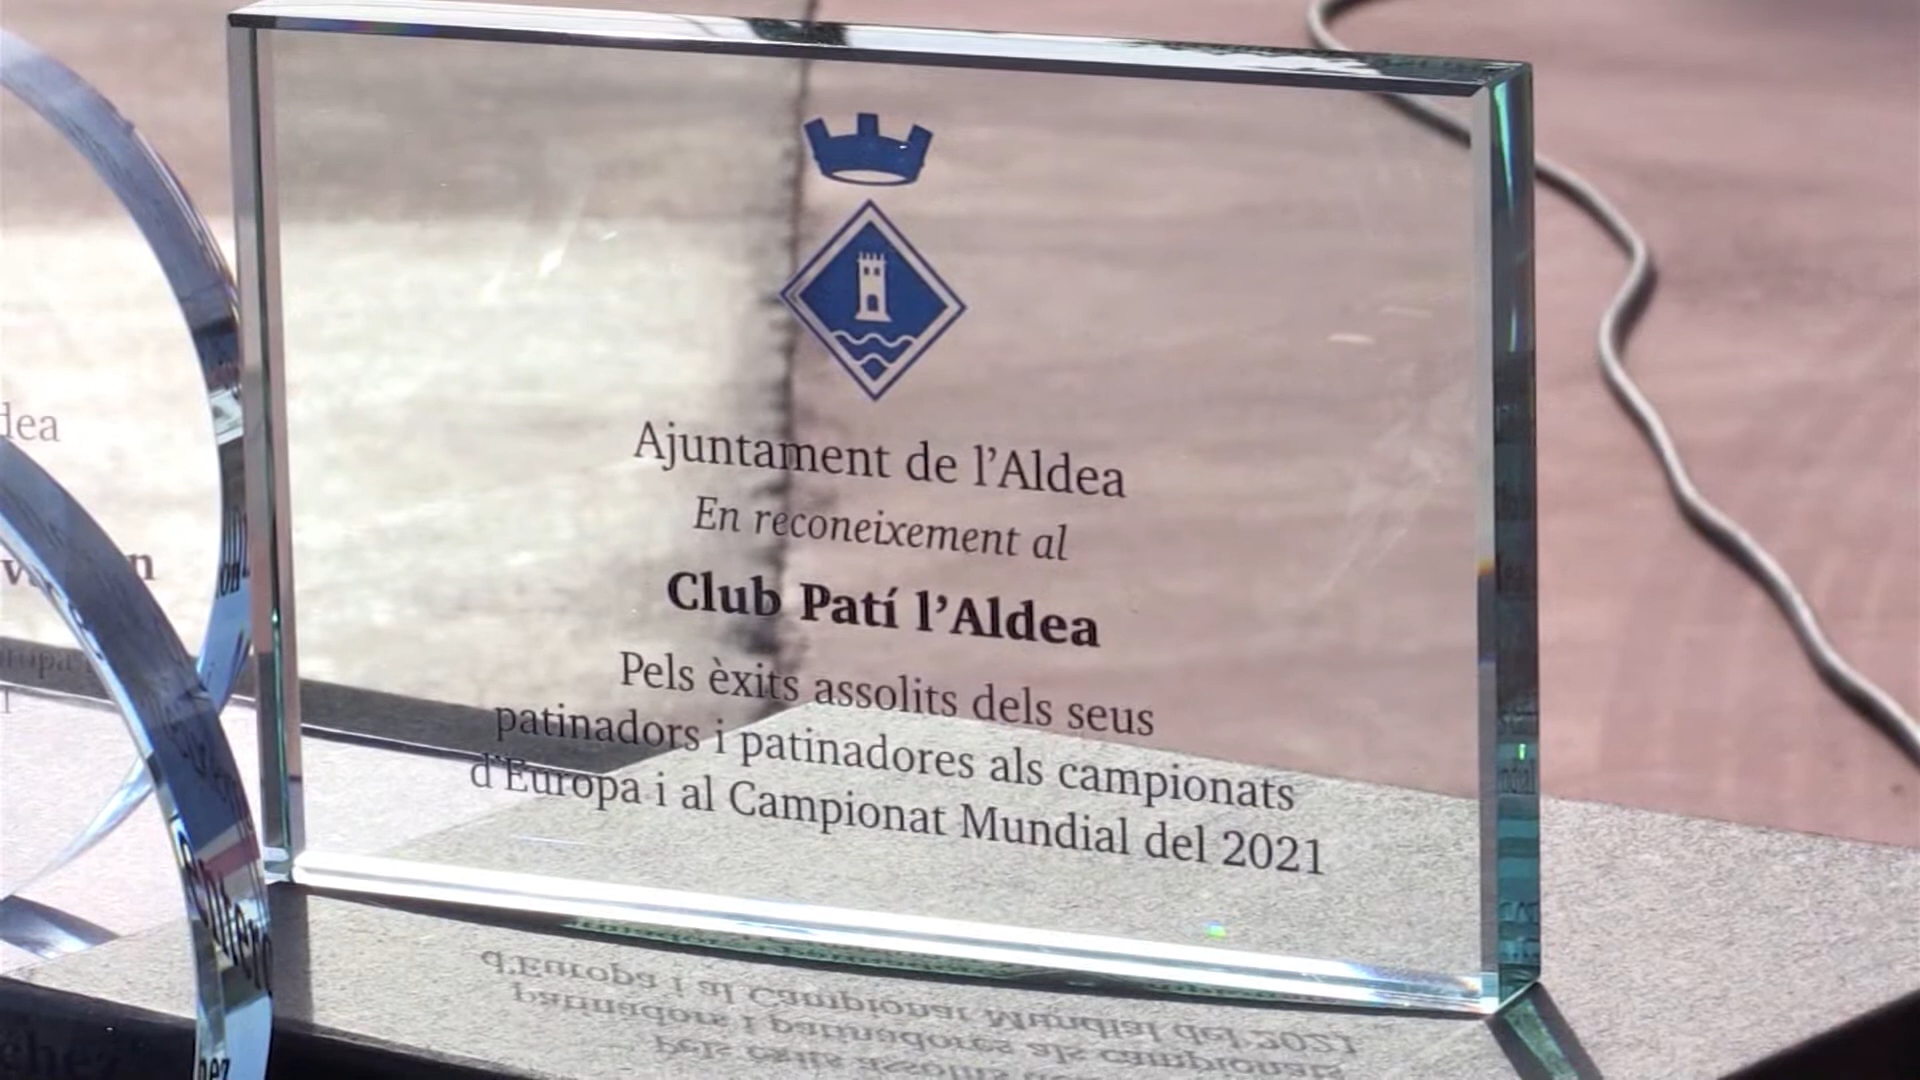 Ajuntament de l'Aldea
En reconeixement al
Club Patí l'Aldea
Pels èxits assolits dels seus
patinadors i patinadores als campionats
d'Europa i al Campionat Mundial del 2021